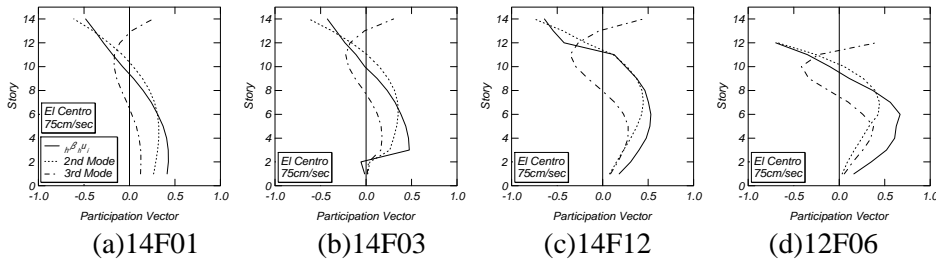 16
14
12
10
8
6
4
2
0
Story
El Centro
75cm/sec
hβhui
2nd Mode
3rd Mode
-1.0 -0.5 0.0 0.5 1.0
Participation Vector
(a)14F01
16
14
12
10
8
6
4
2
0
Story
El Centro
75cm/sec
-1.0 -0.5 0.0 0.5 1.0
Participation Vector
(b)14F03
16
14
12
10
8
6
4
2
0
Story
El Centro
75cm/sec
-1.0 -0.5 0.0 0.5 1.0
Participation Vector
(c)14F12
16
14
12
10
8
6
4
2
0
Story
El Centro
75cm/sec
-1.0 -0.5 0.0 0.5 1.0
Participation Vector
(d)12F06